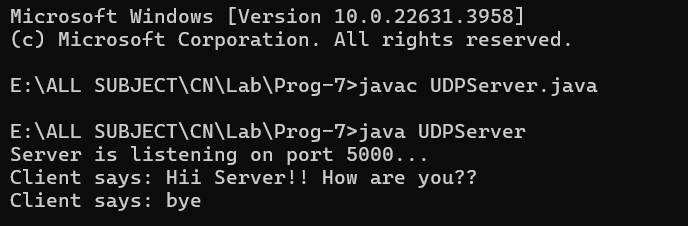 Microsoft Windows [Version 10.0.22631.3958]
(c) Microsoft Corporation. All rights reserved.
E:\ALL SUBJECT\CN\Lab\Prog-7>javac UDPServer.java
E:\ALL SUBJECT\CN\Lab\Prog-7>java UDPServer
Server is listening on port 5000...
Client says: Hii Server!! How are you??
Client says: bye